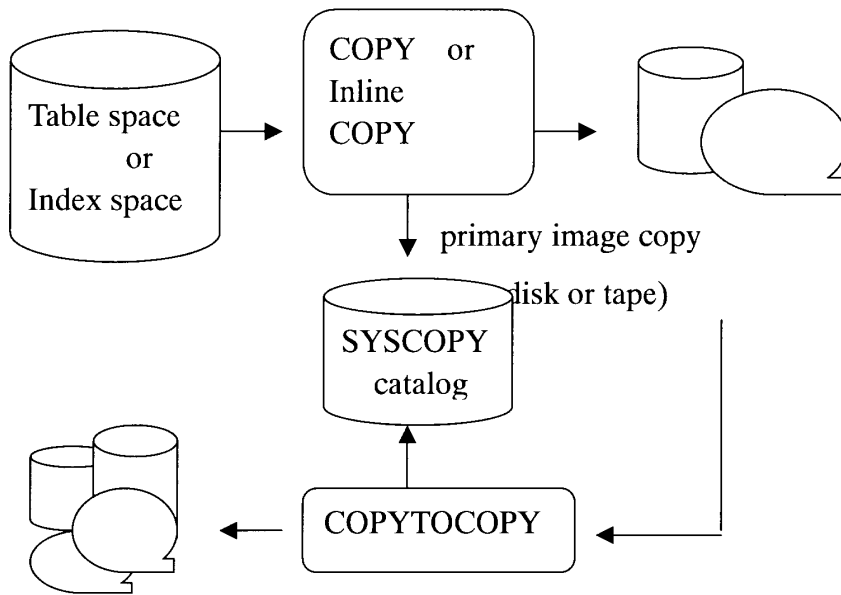 Table space
or
Index space
COPY or
Inline
COPY
primary image copy
disk or tape)
SYSCOPY
catalog
COPYTOCOPY